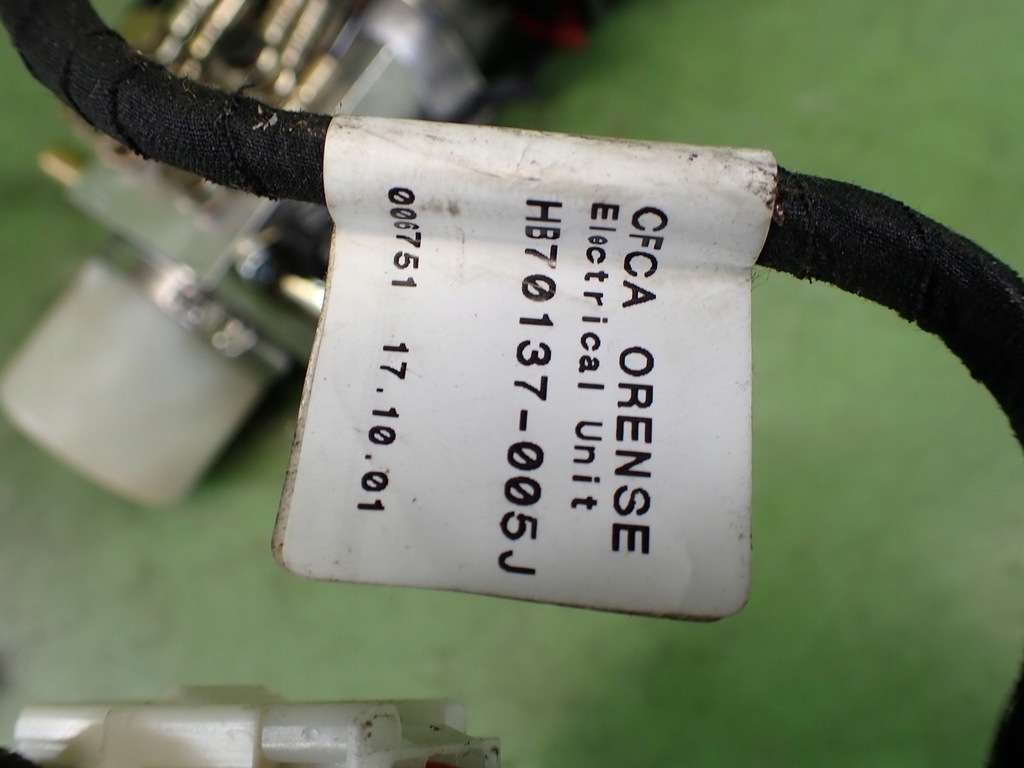 CFCA ORENSE
Electrical Unit
HB70137-005J
006751 17.10.01